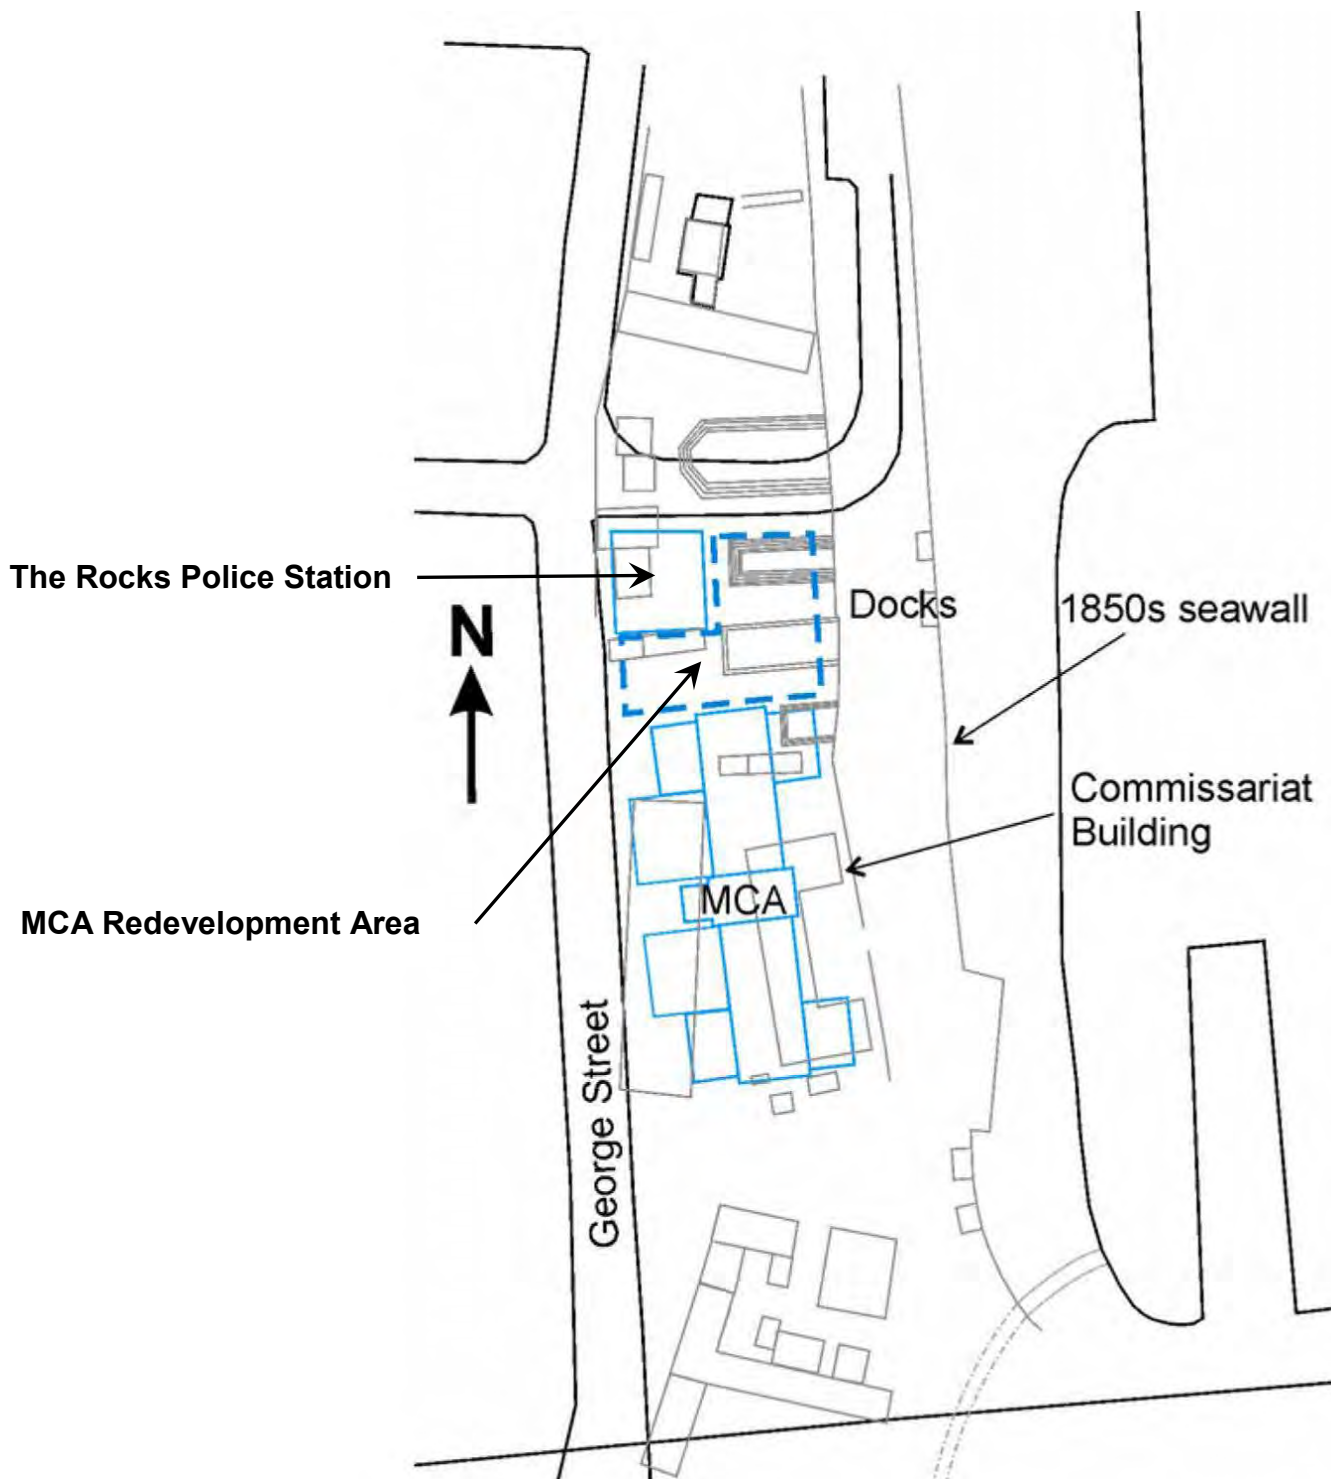 The Rocks Police Station
N
Docks
1850s seawall
Commissariat
Building
MCA
MCA Redevelopment Area
George Street